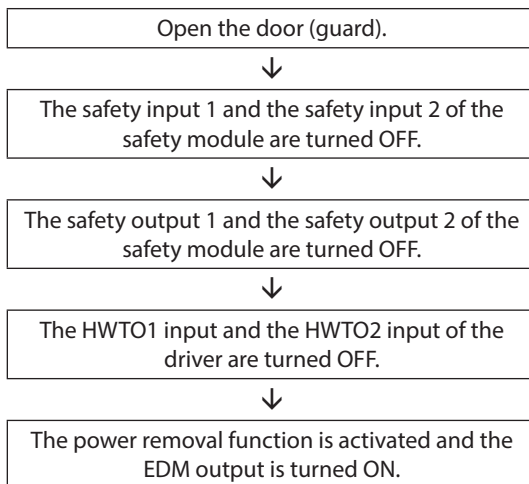 Open the door (guard).
The safety input 1 and the safety input 2 of the
safety module are turned OFF.
The safety output 1 and the safety output 2 of the
safety module are turned OFF.
The HWTO1 input and the HWTO2 input of the
driver are turned OFF.
The power removal function is activated and the
EDM output is turned ON.